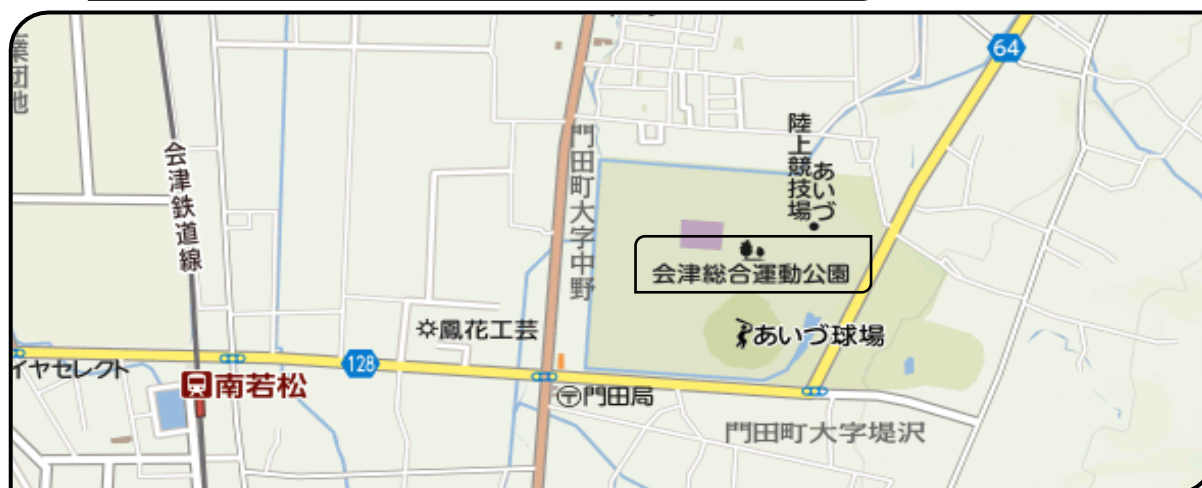 業団地
64
陸上競技場
あいづ
会津鉄道線
門田町大字中野
会津総合運動公園
鳳花工芸
あいづ球場
イヤセレクト
128
南若松
門田局
門田町大字堤沢